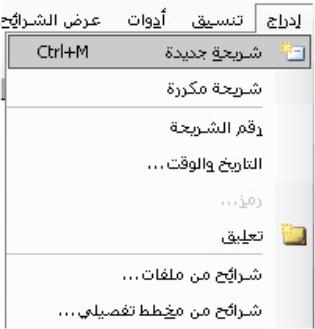 إدراج تنسيق أدوات عرض الشرائح
شريحة جديدة Ctrl+M
شريحة مكررة
رقم الشريحة
التاريخ والوقت...
رمز...
تعليق
شرائح من ملفات...
شرائح من مخطط تفصيلي...